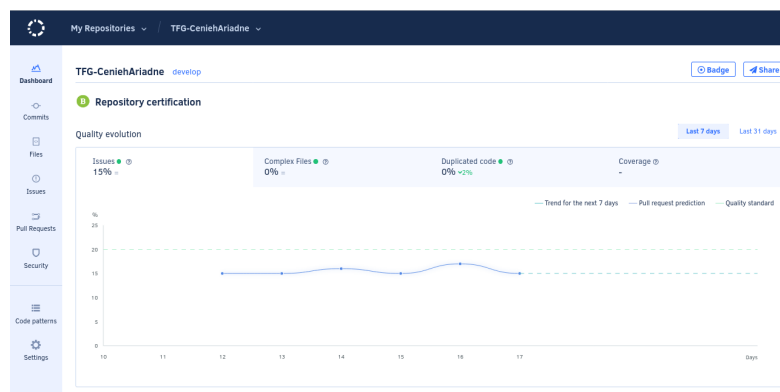 My Repositories / TFG-CeniehAriadne
Dashboard
Commits
Files
Issues
Pull Requests
Security
Code patterns
Settings
TFG-CeniehAriadne develop
Badge Share
B Repository certification
Quality evolution
Last 7 days Last 31 days
Issues
15% =
Complex Files
0% =
Duplicated code
0% 2%
Coverage
-
Trend for the next 7 days Pull request prediction Quality standard
%
25
20
15
10
5
0
10 11 12 13 14 15 16 17 Days